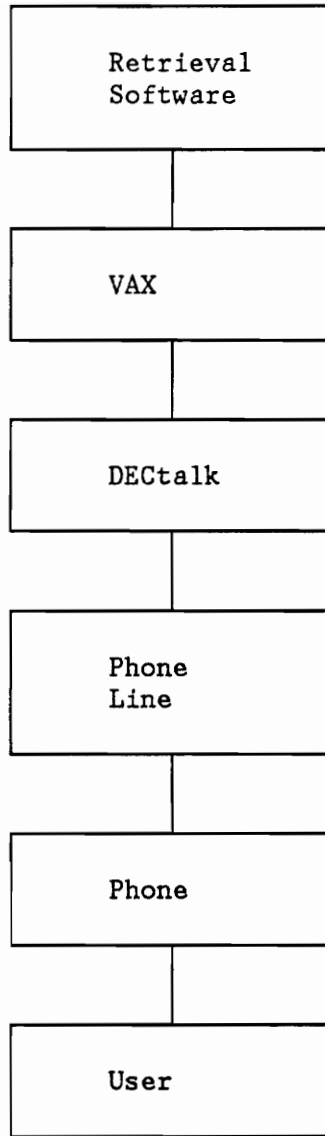 Retrieval
Software
VAX
DECtalk
Phone
Line
Phone
User